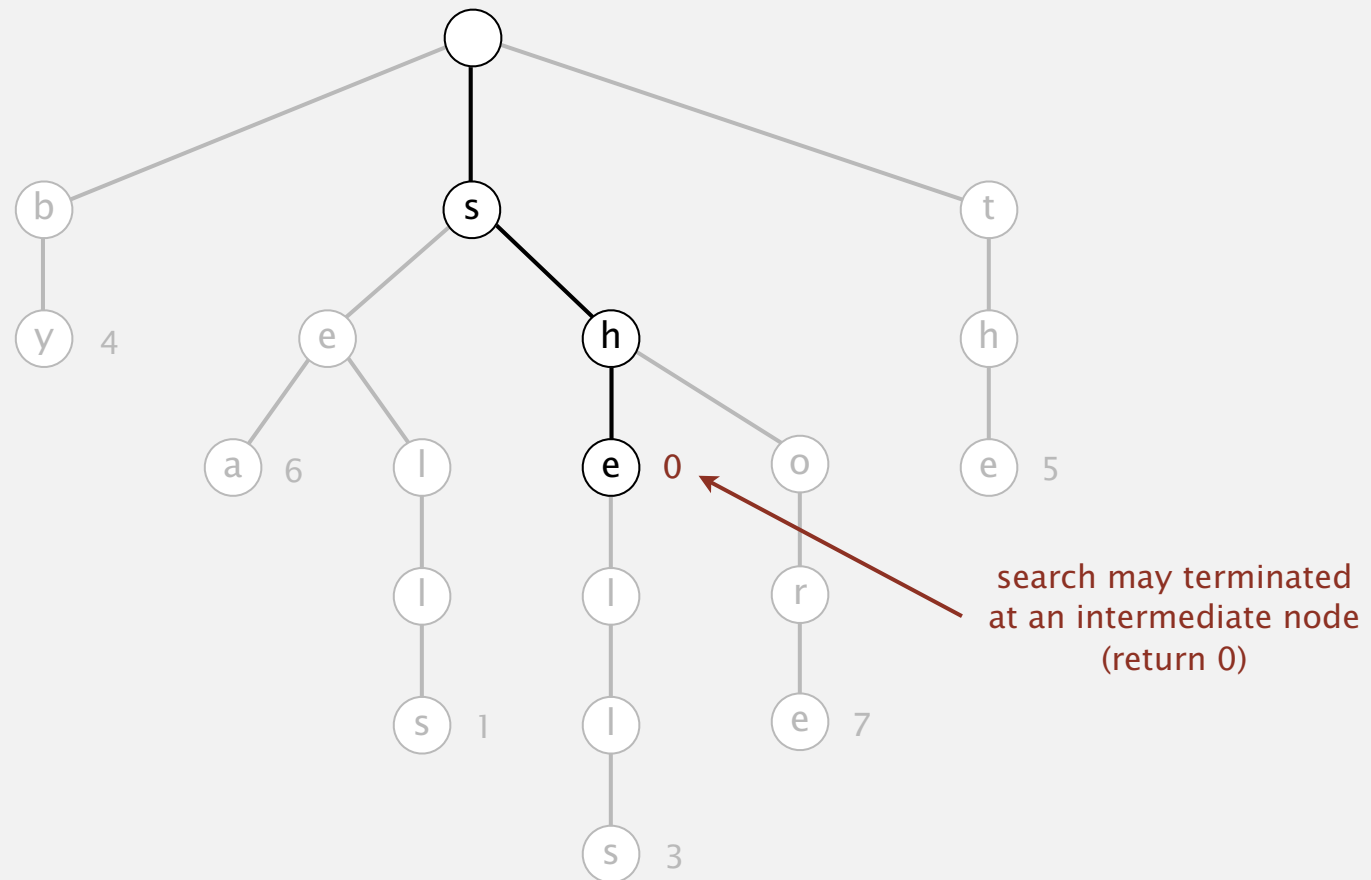 b
s
t
y 4
e
h
h
a 6
l
e 0
o
e 5
l
l
r
search may terminated
at an intermediate node
(return 0)
s 1
l
e 7
s 3